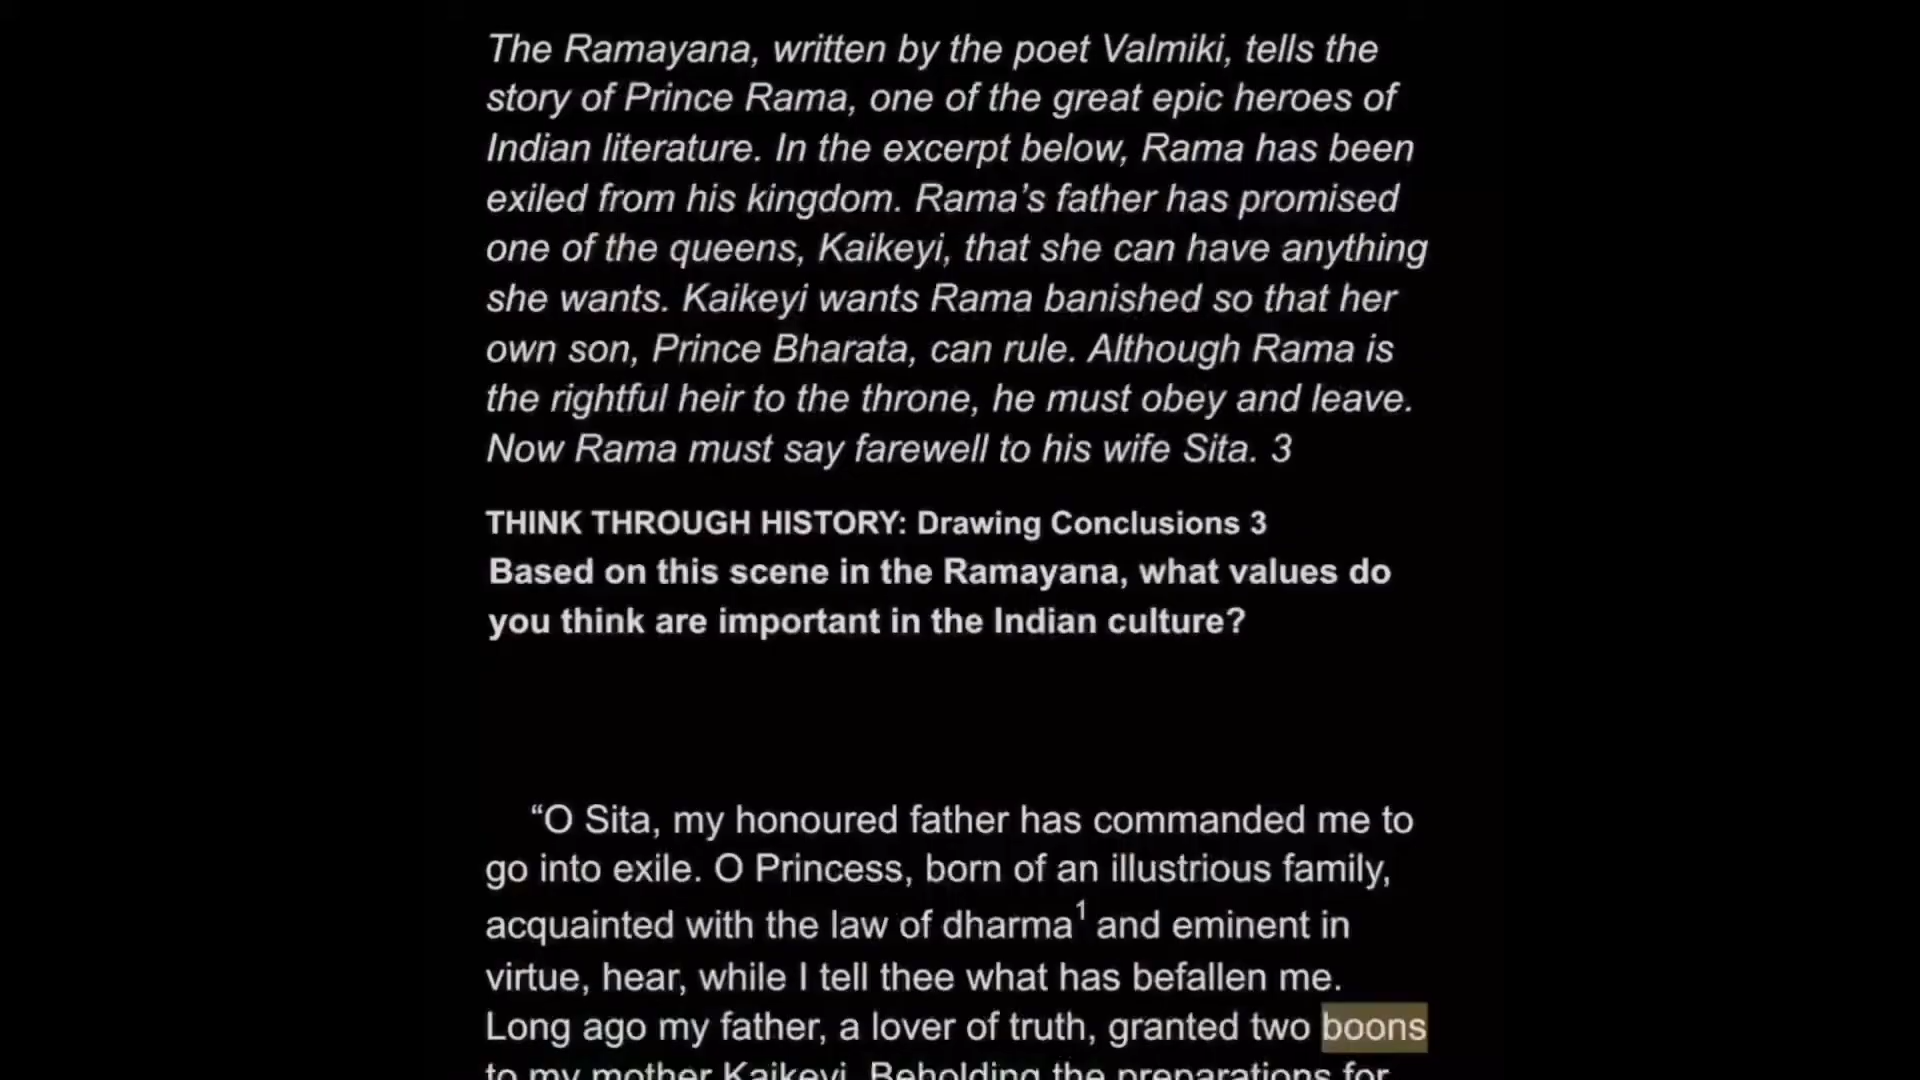 The Ramayana, written by the poet Valmiki, tells the
story of Prince Rama, one of the great epic heroes of
Indian literature. In the excerpt below, Rama has been
exiled from his kingdom. Rama’s father has promised
one of the queens, Kaikeyi, that she can have anything
she wants. Kaikeyi wants Rama banished so that her
own son, Prince Bharata, can rule. Although Rama is
the rightful heir to the throne, he must obey and leave.
Now Rama must say farewell to his wife Sita. 3
THINK THROUGH HISTORY: Drawing Conclusions 3
Based on this scene in the Ramayana, what values do
you think are important in the Indian culture?
“O Sita, my honoured father has commanded me to
go into exile. O Princess, born of an illustrious family,
acquainted with the law of dharma1 and eminent in
virtue, hear, while I tell thee what has befallen me.
Long ago my father, a lover of truth, granted two boons
to my mother Kaikeyi. Beholding the preparations for